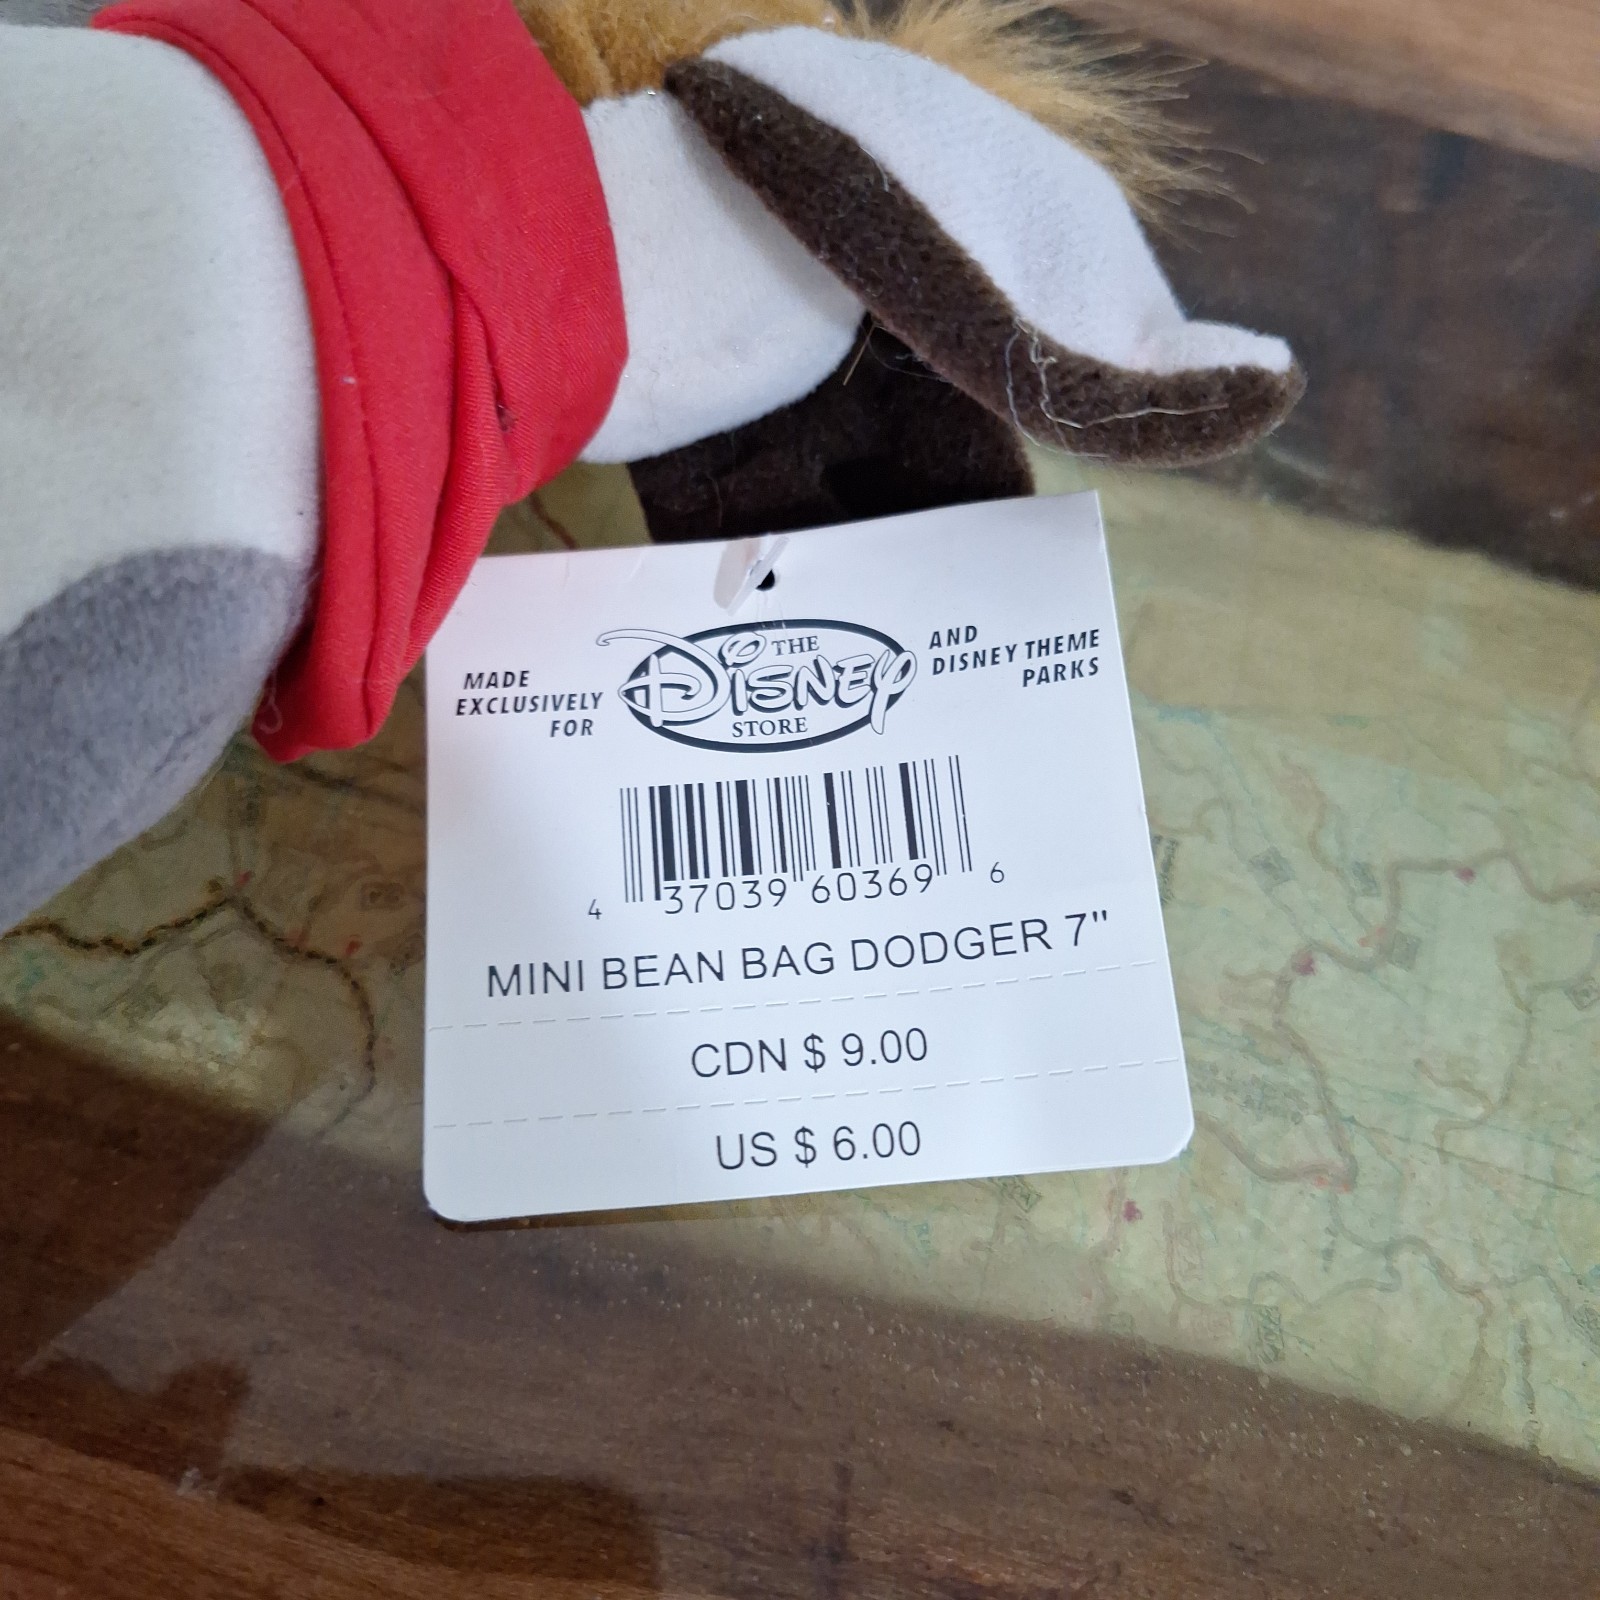 MADE
EXCLUSIVELY
FOR
THE
DISNEY
STORE
AND
DISNEY THEME
PARKS
4 37039 60369 6
MINI BEAN BAG DODGER 7"
CDN $ 9.00
US $ 6.00